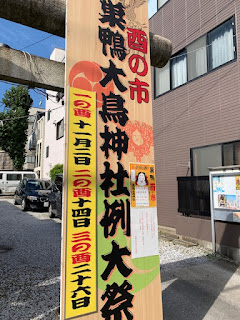 酉の市
巣鴨大鳥神社例大祭
一の酉 十一月二日
二の酉 十四日
三の酉 二十六日